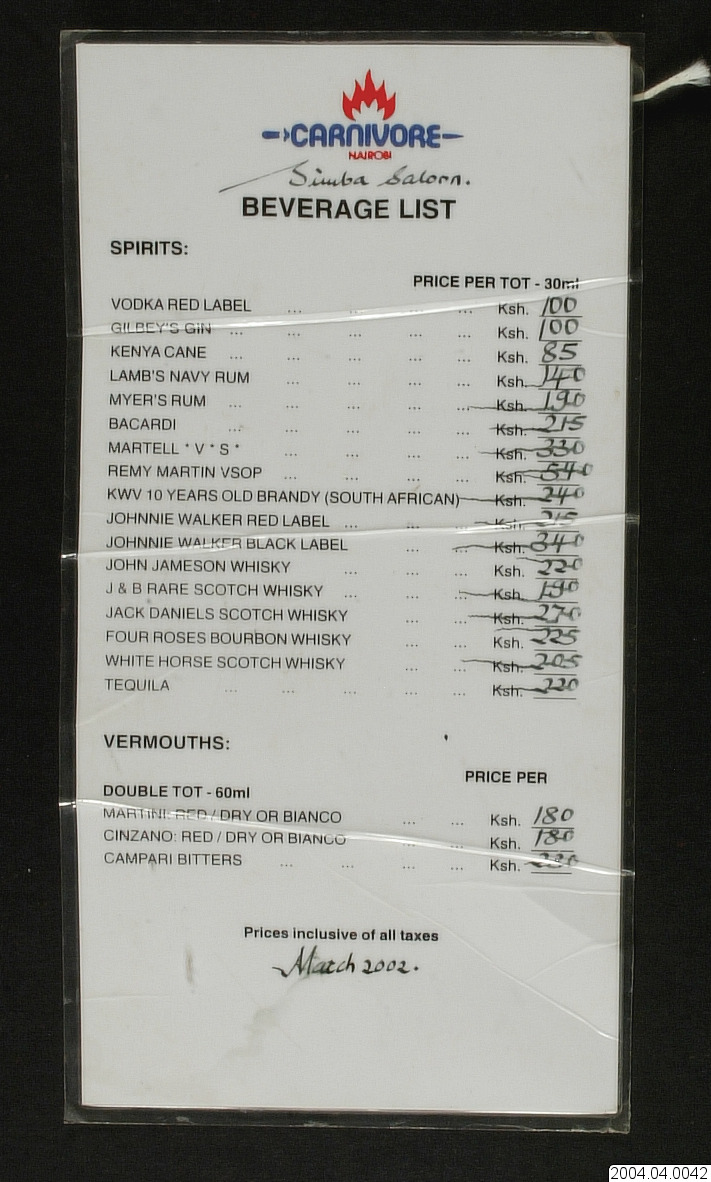 CARNIVORE
NAIROBI
Simba Saloon.
BEVERAGE LIST
SPIRITS:
PRICE PER TOT - 30ml
VODKA RED LABEL ... .. ... ... Ksh. 100
GILBEY'S GIN ... ... ... ... Ksh. 100
KENYA CANE ... ... ... ... Ksh. 85
LAMB'S NAVY RUM ... ... ... ... Ksh. 140
MYER'S RUM ... ... ... ... Ksh. 190
BACARDI ... ... ... ... Ksh. 215
MARTELL * V * S * ... ... ... ... Ksh. 330
REMY MARTIN VSOP ... ... ... ... Ksh. 540
KWV 10 YEARS OLD BRANDY (SOUTH AFRICAN) Ksh. 240
JOHNNIE WALKER RED LABEL ... ... ... Ksh. 215
JOHNNIE WALKER BLACK LABEL ... ... Ksh. 340
JOHN JAMESON WHISKY ... ... ... Ksh. 220
J & B RARE SCOTCH WHISKY ... ... ... Ksh. 190
JACK DANIELS SCOTCH WHISKY ... ... Ksh. 270
FOUR ROSES BOURBON WHISKY ... ... Ksh. 225
WHITE HORSE SCOTCH WHISKY ... ... Ksh. 205
TEQUILA ... ... ... ... ... Ksh. 220
VERMOUTHS:
PRICE PER
DOUBLE TOT - 60ml
MARTINI: RED / DRY OR BIANCO ... ... Ksh. 180
CINZANO: RED / DRY OR BIANCO ... ... Ksh. 180
CAMPARI BITTERS ... ... ... ... Ksh.
Prices inclusive of all taxes
March 2002.
2004.04.0042